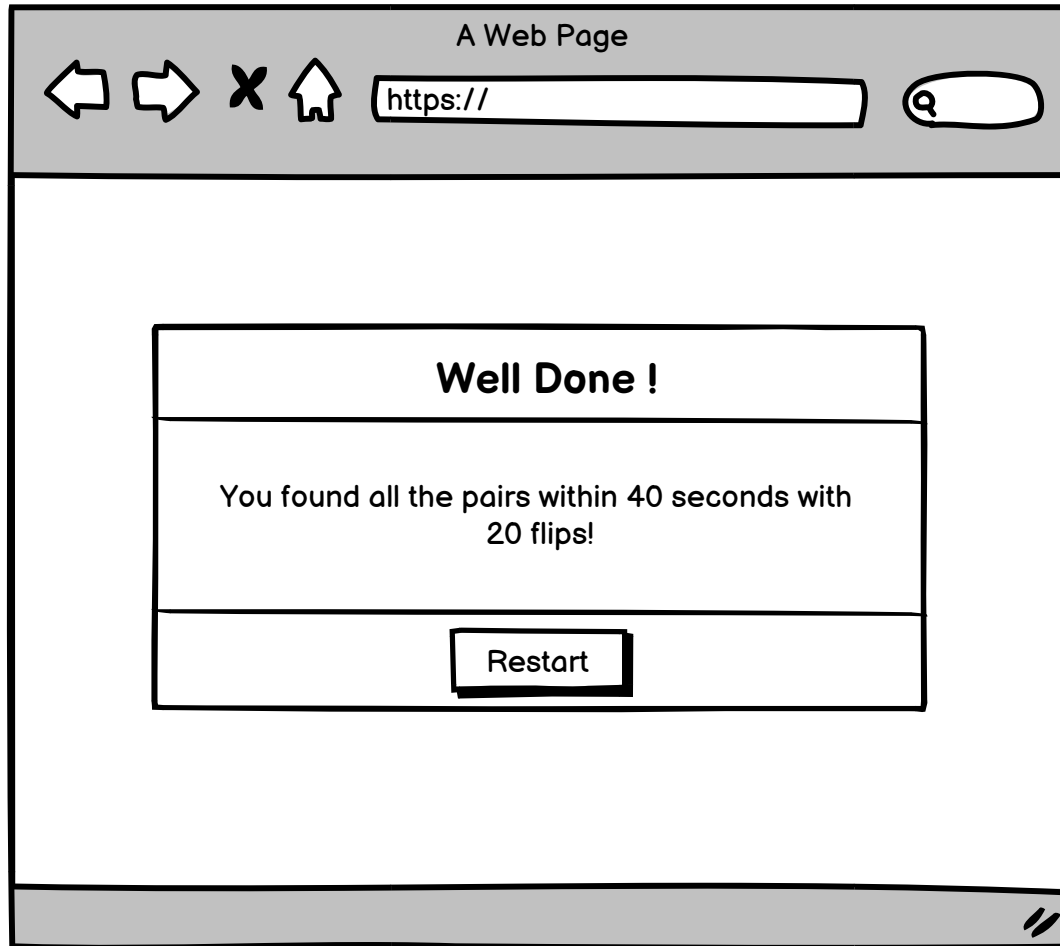 A Web Page
https://
Well Done !
You found all the pairs within 40 seconds with
20 flips!
Restart